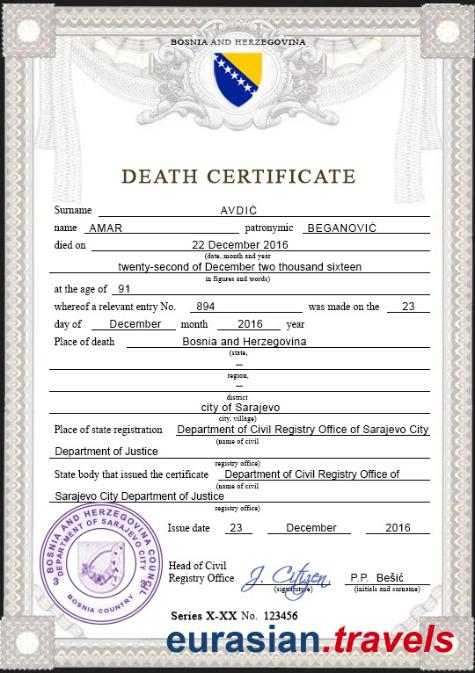 BOSNIA AND HERZEGOVINA
DEATH CERTIFICATE
Surname AVDIĆ
name AMAR patronymic BEGANOVIĆ
died on 22 December 2016
(date, month and year
twenty-second of December two thousand sixteen
in figures and words)
at the age of 91
whereof a relevant entry No. 894 was made on the 23
day of December month 2016 year
Place of death Bosnia and Herzegovina
(state,
—
region,
—
district
city of Sarajevo
city, village)
Place of state registration Department of Civil Registry Office of Sarajevo City
(name of civil
Department of Justice
registry office)
State body that issued the certificate Department of Civil Registry Office of
(name of civil
Sarajevo City Department of Justice
registry office)
Issue date 23 December 2016
BOSNIA AND HERZEGOVINA COUNCIL
DEPARTMENT OF SARAJEVO CITY
BOSNIA COUNTRY
Head of Civil
Registry Office J. Citizen P.P. Bešić
(signature) (initials and surname)
Series X-XX No. 123456
eurasian.travels